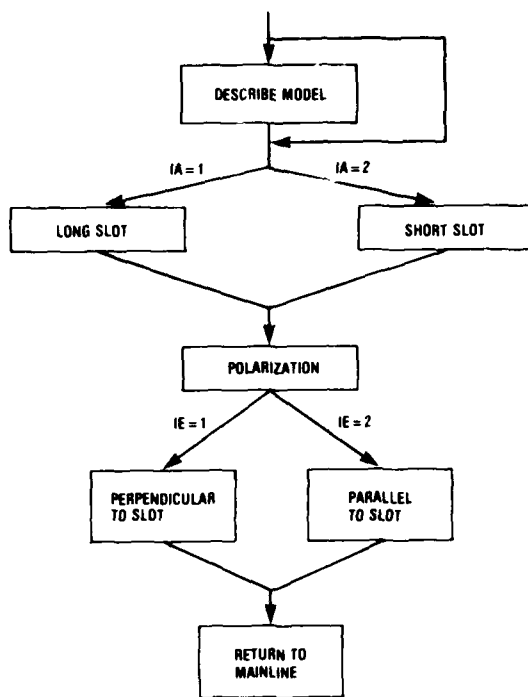 DESCRIBE MODEL
IA = 1
IA = 2
LONG SLOT
SHORT SLOT
POLARIZATION
IE = 1
IE = 2
PERPENDICULAR
TO SLOT
PARALLEL
TO SLOT
RETURN TO
MAINLINE